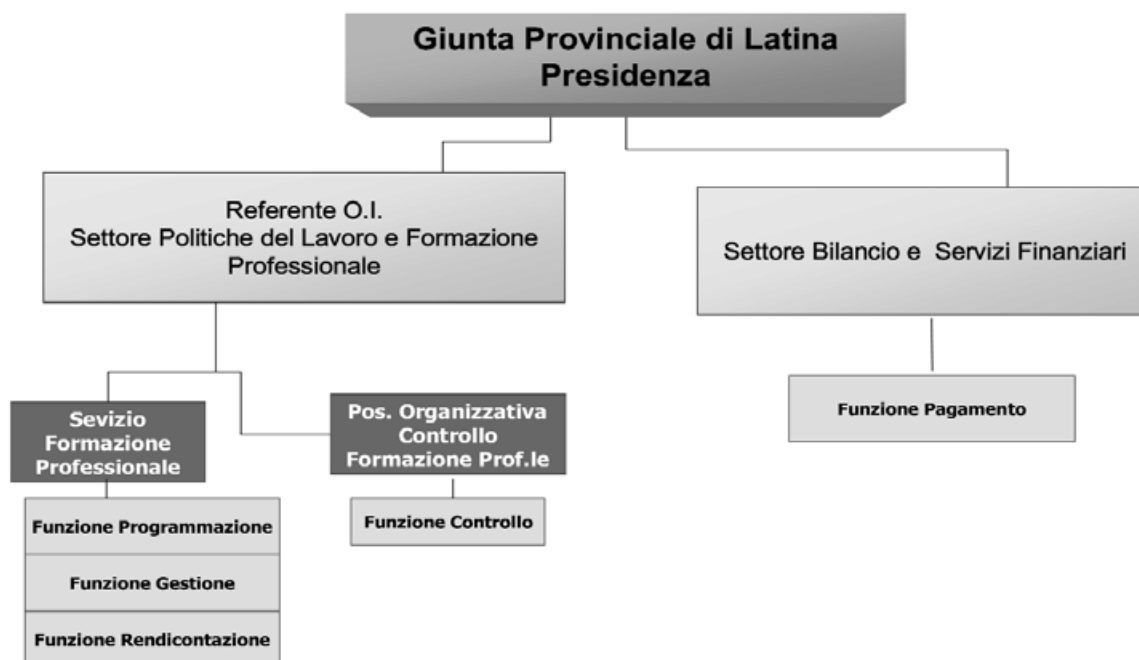 Giunta Provinciale di Latina
Presidenza
Referente O.I.
Settore Politiche del Lavoro e Formazione
Professionale
Settore Bilancio e Servizi Finanziari
Sevizio
Formazione
Professionale
Pos. Organizzativa
Controllo
Formazione Prof.le
Funzione Pagamento
Funzione Programmazione
Funzione Controllo
Funzione Gestione
Funzione Rendicontazione